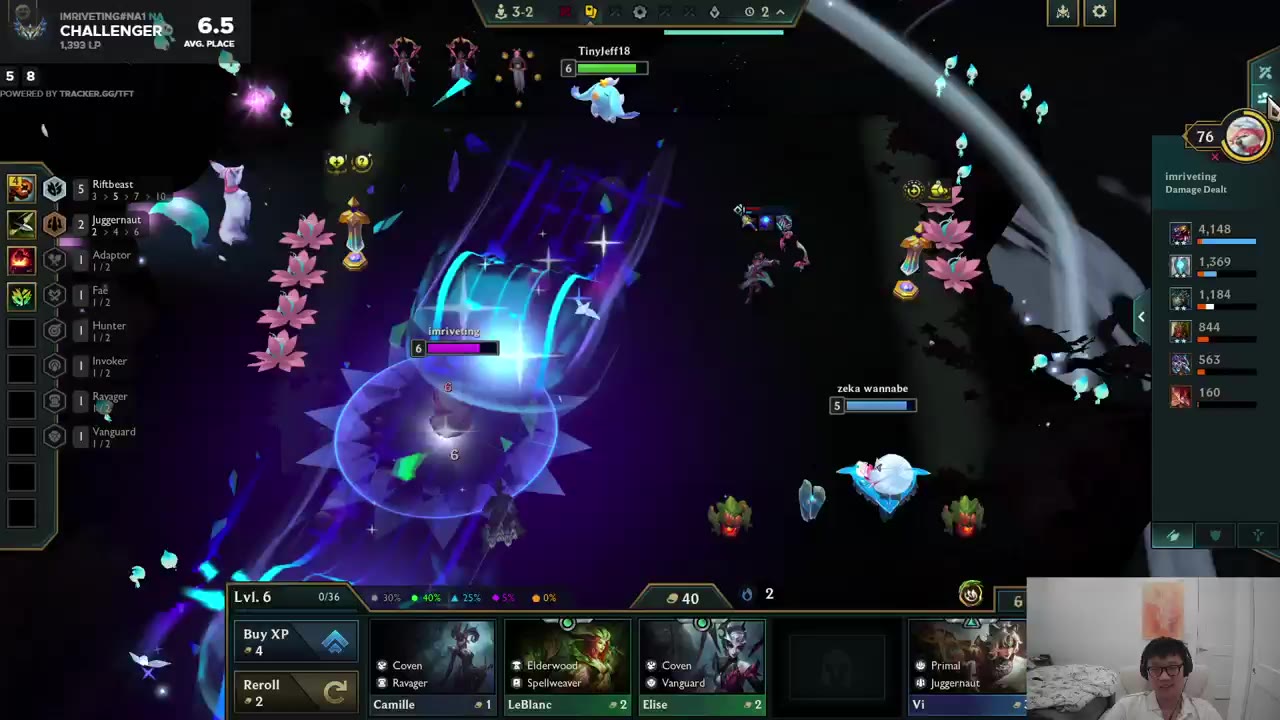 IMRIVETING#NA1 NA
CHALLENGER
1,393 LP
6.5
AVG. PLACE
5 8
POWERED BY TRACKER.GG/TFT
3-2
2
TinyJeff18
6
76
imriveting
Damage Dealt
4,148
1,369
1,184
844
563
160
5 Riftbeast
3 > 5 > 7 > 10
2 Juggernaut
2 > 4 > 6
1 Adaptor
1 / 2
1 Fae
1 / 2
1 Hunter
1 / 2
1 Invoker
1 / 2
1 Ravager
1 / 2
1 Vanguard
1 / 2
imriveting
6
6
6
zeka wannabe
5
Lvl. 6 0/36
30% 40% 25% 5% 0%
40
2
6
Buy XP
4
Reroll
2
Coven
Ravager
Camille 1
Elderwood
Spellweaver
LeBlanc 2
Coven
Vanguard
Elise 2
Primal
Juggernaut
Vi